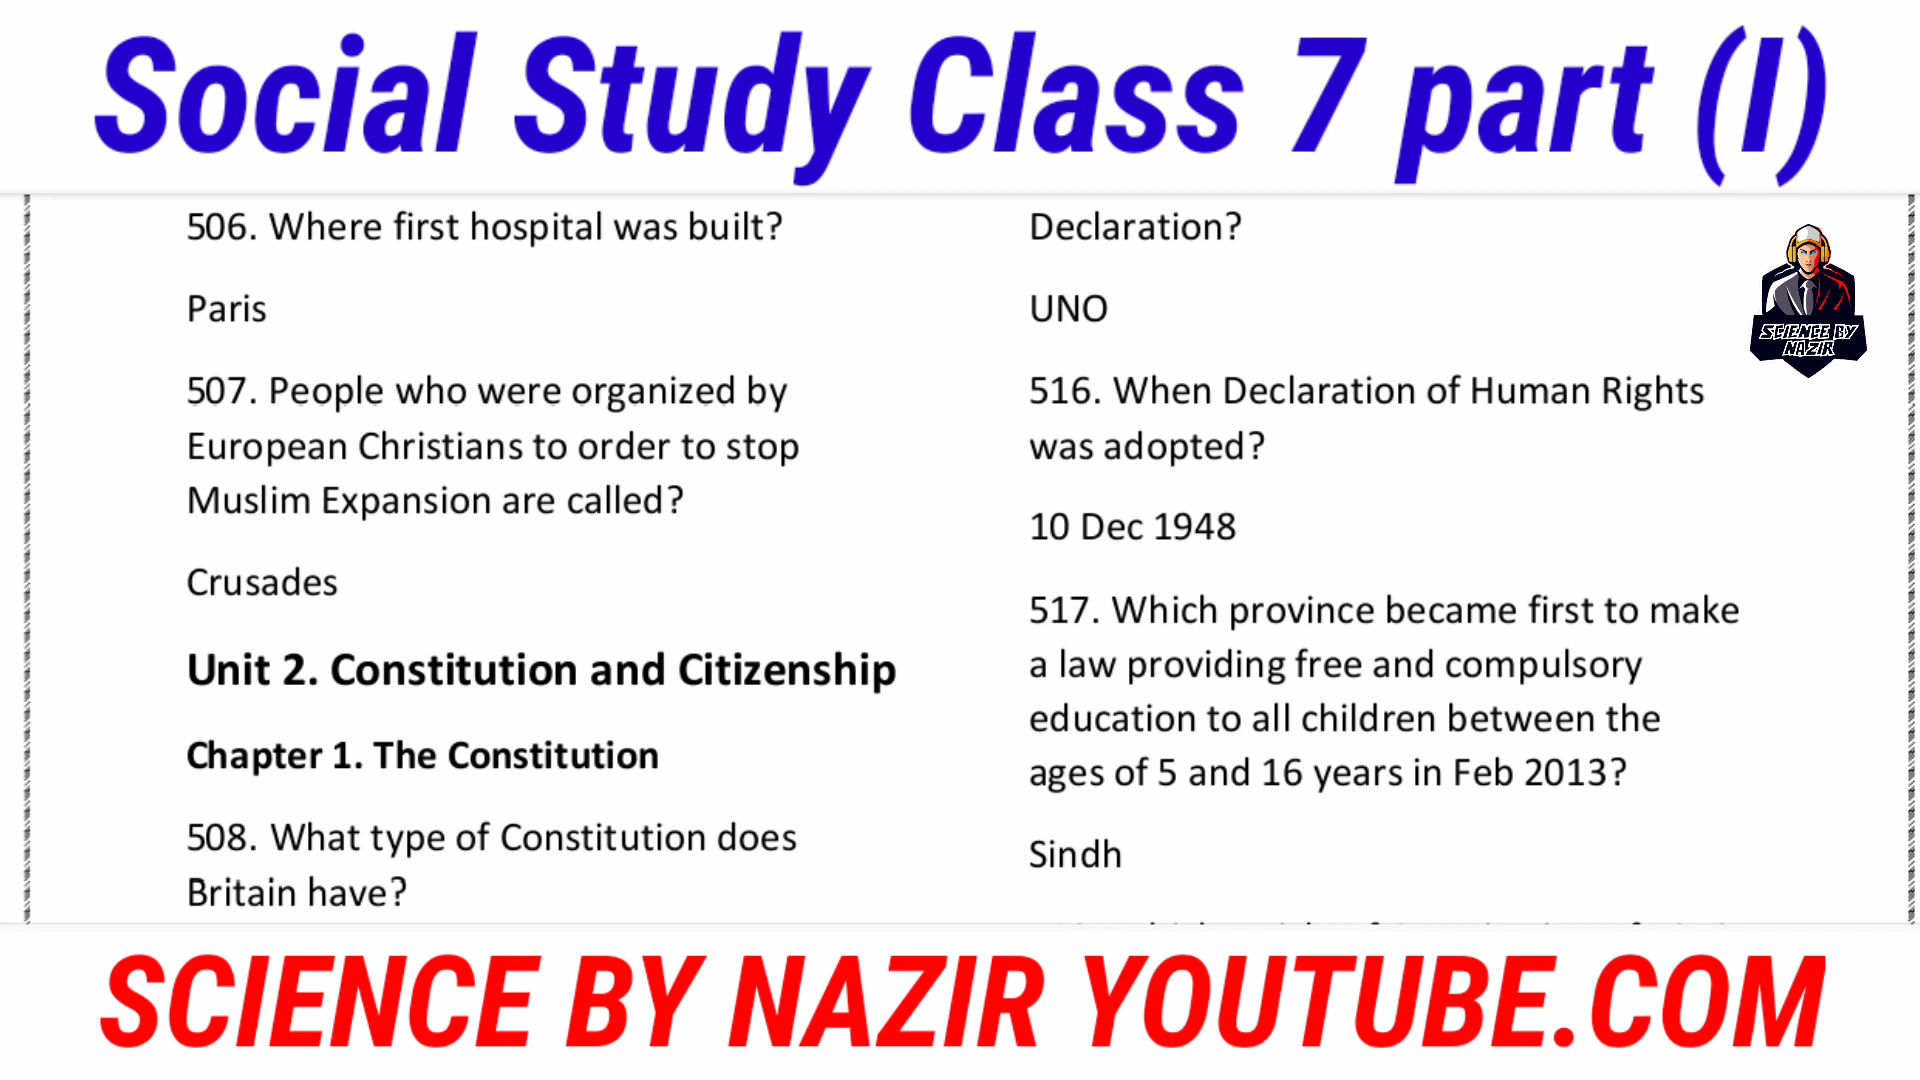 Social Study Class 7 part (I)
506. Where first hospital was built?
Paris
507. People who were organized by
European Christians to order to stop
Muslim Expansion are called?
Crusades
Unit 2. Constitution and Citizenship
Chapter 1. The Constitution
508. What type of Constitution does
Britain have?
Declaration?
UNO
516. When Declaration of Human Rights
was adopted?
10 Dec 1948
517. Which province became first to make
a law providing free and compulsory
education to all children between the
ages of 5 and 16 years in Feb 2013?
Sindh
SCIENCE BY
NAZIR
SCIENCE BY NAZIR YOUTUBE.COM